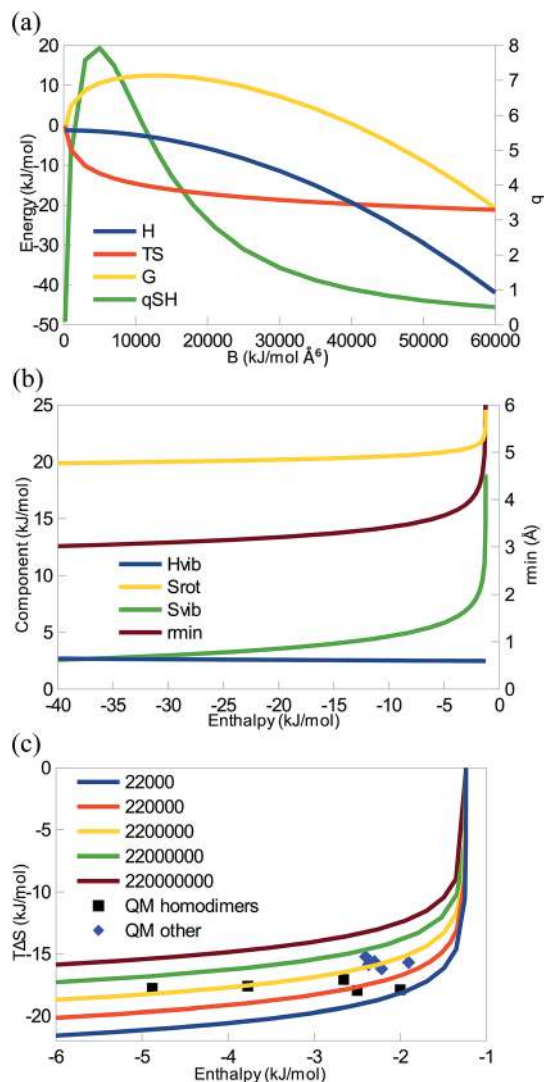 (a)
20
10
0
-10
-20
-30
-40
-50
Energy (kJ/mol)
H
TS
G
qSH
8
7
6
5
4
3
2
1
0
q
0 10000 20000 30000 40000 50000 60000
B (kJ/mol Å⁶)
(b)
25
20
15
10
5
0
Component (kJ/mol)
Hvib
Srot
Svib
rmin
6
5
4
3
2
1
0
rmin (Å)
-40 -35 -30 -25 -20 -15 -10 -5 0
Enthalpy (kJ/mol)
(c)
0
-5
-10
-15
-20
TΔS (kJ/mol)
22000
220000
2200000
22000000
220000000
QM homodimers
QM other
-6 -5 -4 -3 -2 -1
Enthalpy (kJ/mol)